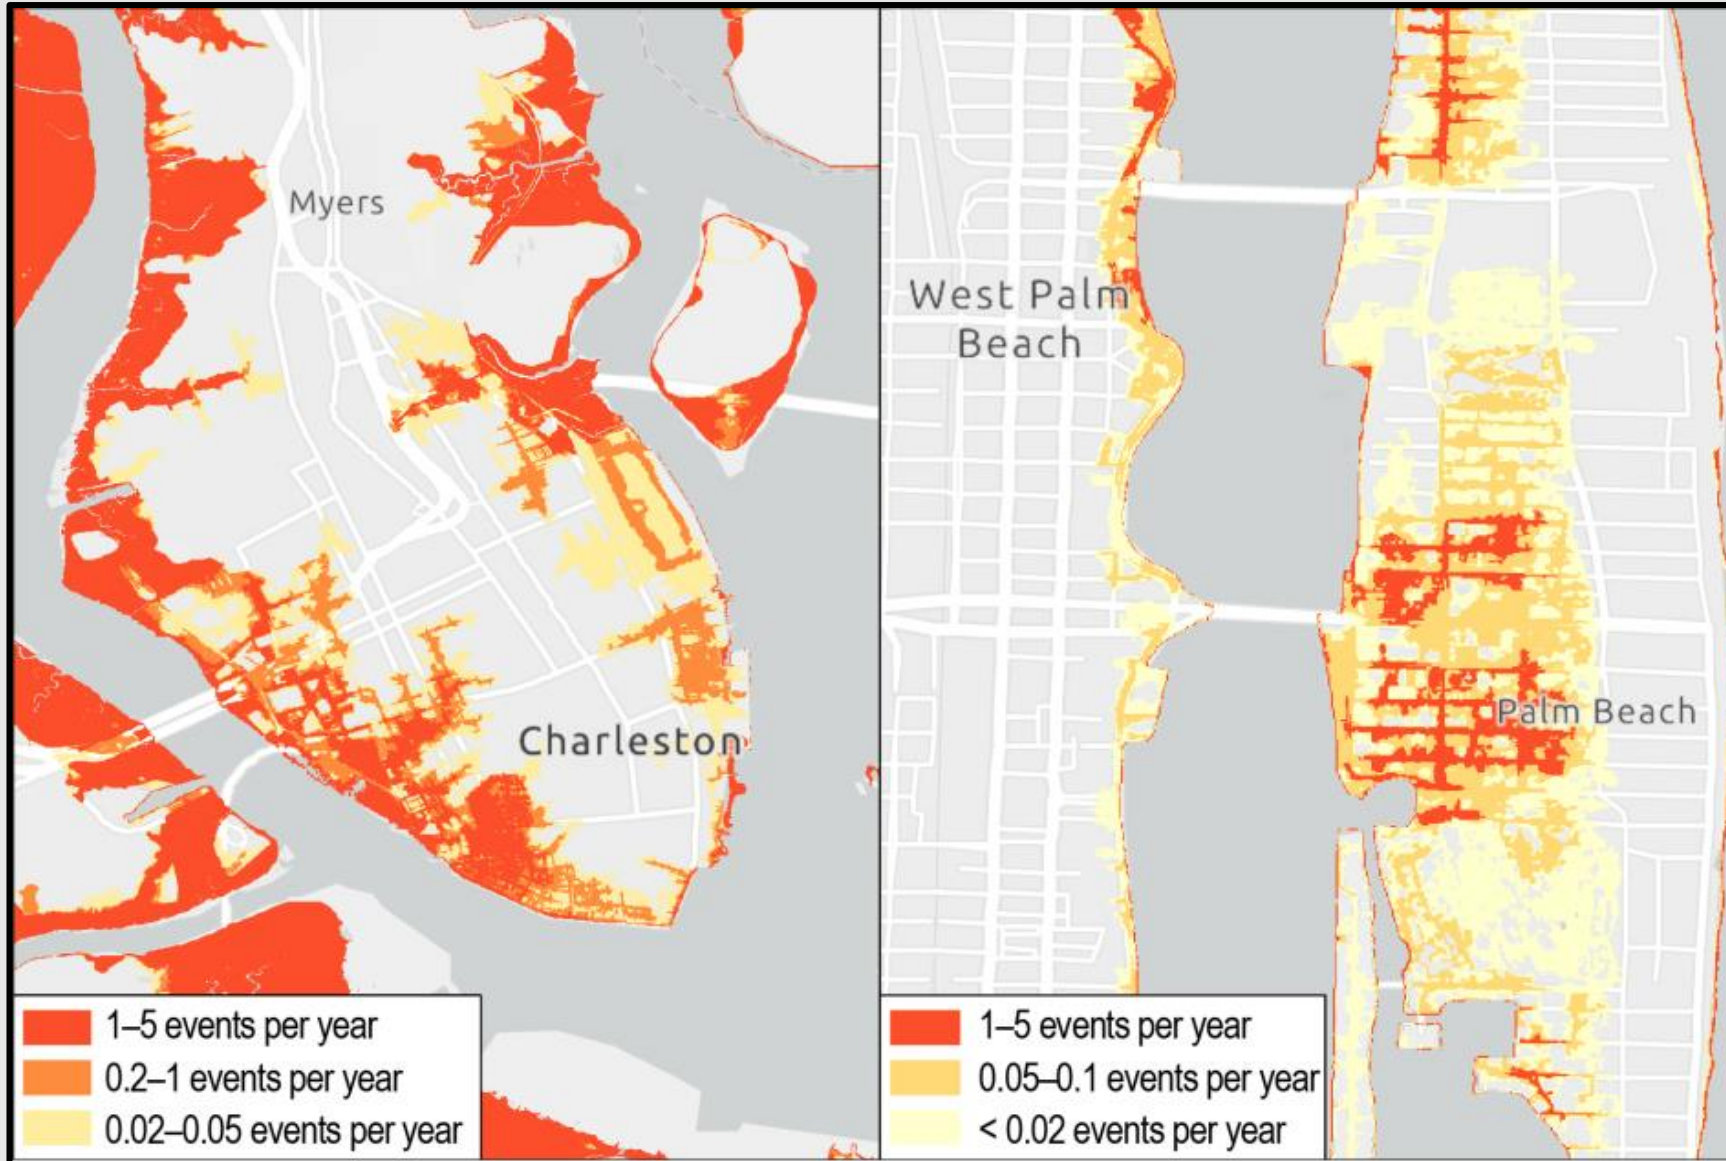 Myers
Charleston
1–5 events per year
0.2–1 events per year
0.02–0.05 events per year
West Palm
Beach
Palm Beach
1–5 events per year
0.05–0.1 events per year
< 0.02 events per year